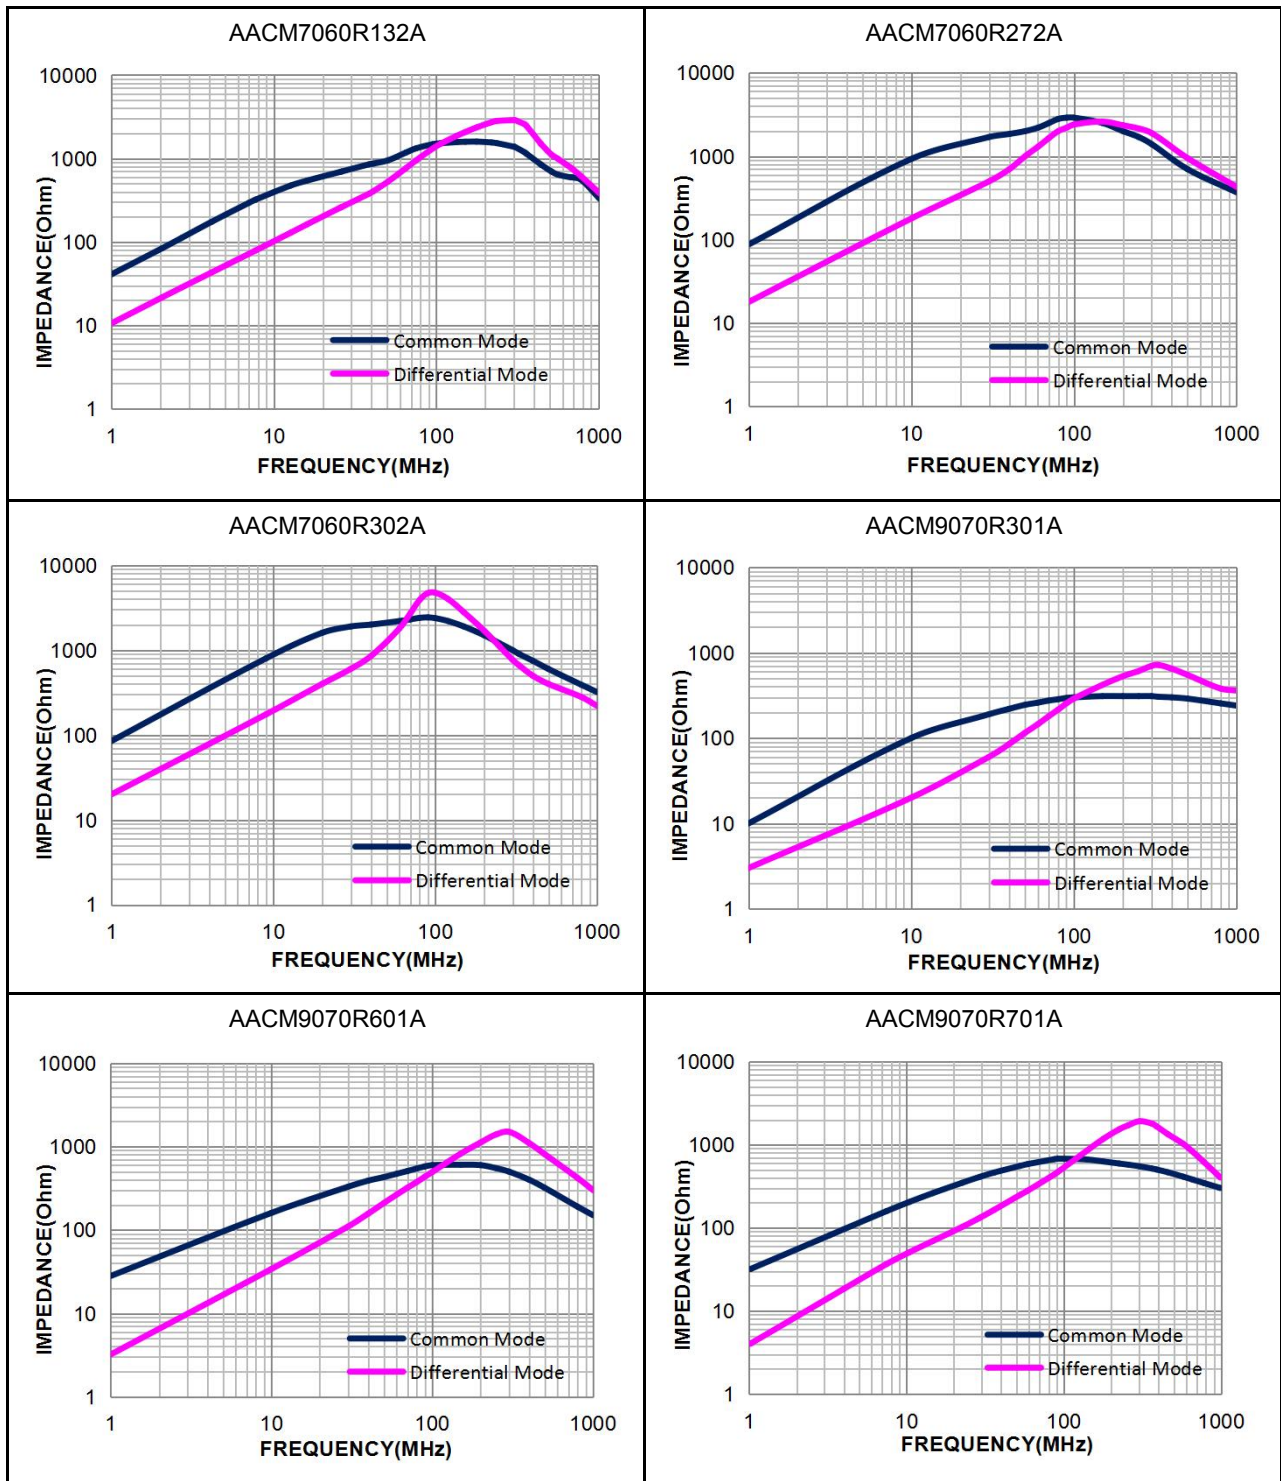 AACM7060R132A
10000
1000
100
10
1
IMPEDANCE(Ohm)
Common Mode
Differential Mode
1 10 100 1000
FREQUENCY(MHz)
AACM7060R272A
10000
1000
100
10
1
IMPEDANCE(Ohm)
Common Mode
Differential Mode
1 10 100 1000
FREQUENCY(MHz)
AACM7060R302A
10000
1000
100
10
1
IMPEDANCE(Ohm)
Common Mode
Differential Mode
1 10 100 1000
FREQUENCY(MHz)
AACM9070R301A
10000
1000
100
10
1
IMPEDANCE(Ohm)
Common Mode
Differential Mode
1 10 100 1000
FREQUENCY(MHz)
AACM9070R601A
10000
1000
100
10
1
IMPEDANCE(Ohm)
Common Mode
Differential Mode
1 10 100 1000
FREQUENCY(MHz)
AACM9070R701A
10000
1000
100
10
1
IMPEDANCE(Ohm)
Common Mode
Differential Mode
1 10 100 1000
FREQUENCY(MHz)